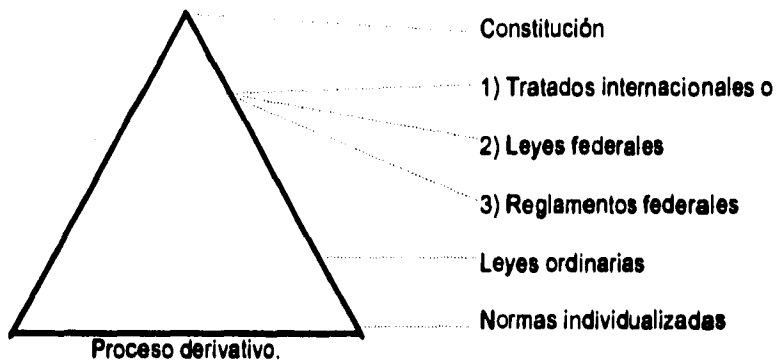 Constitución
1) Tratados internacionales o
2) Leyes federales
3) Reglamentos federales
Leyes ordinarias
Normas individualizadas
Proceso derivativo.